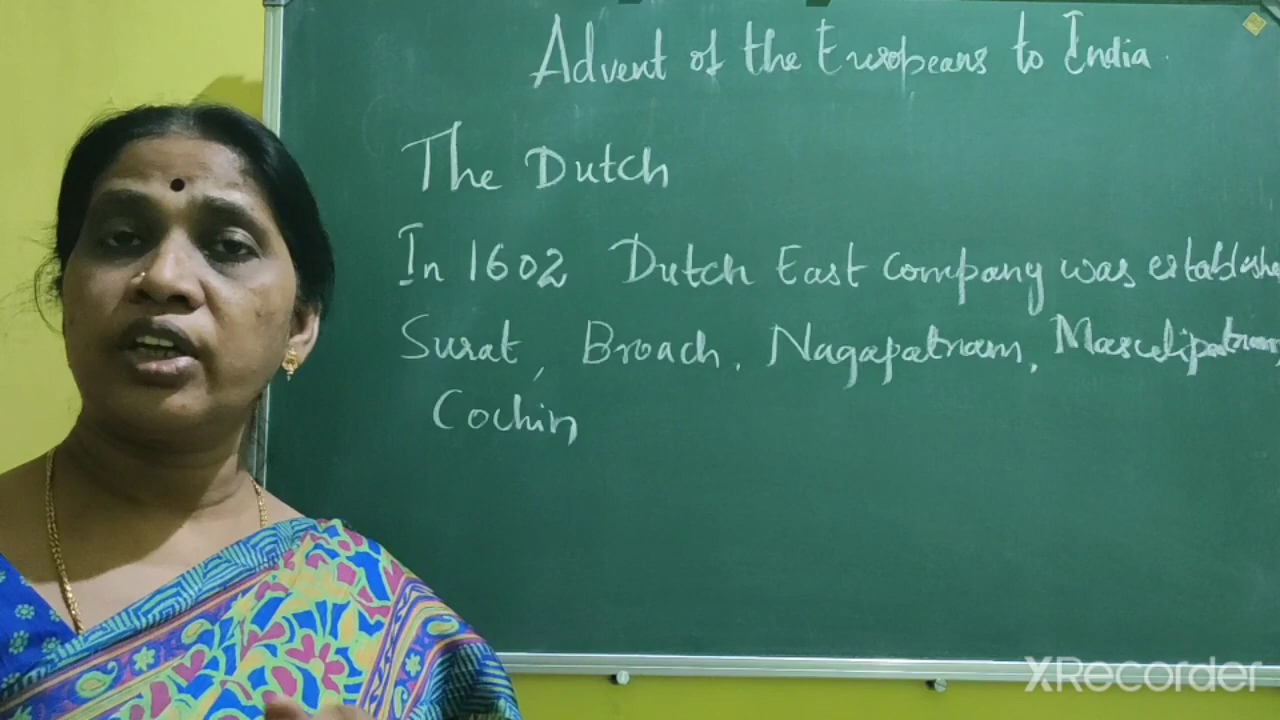 Advent of the Europeans to India.
The Dutch
In 1602 Dutch East company was establishe
Surat, Broach, Nagapatnam, Masulipatnam,
Cochin
XRecorder